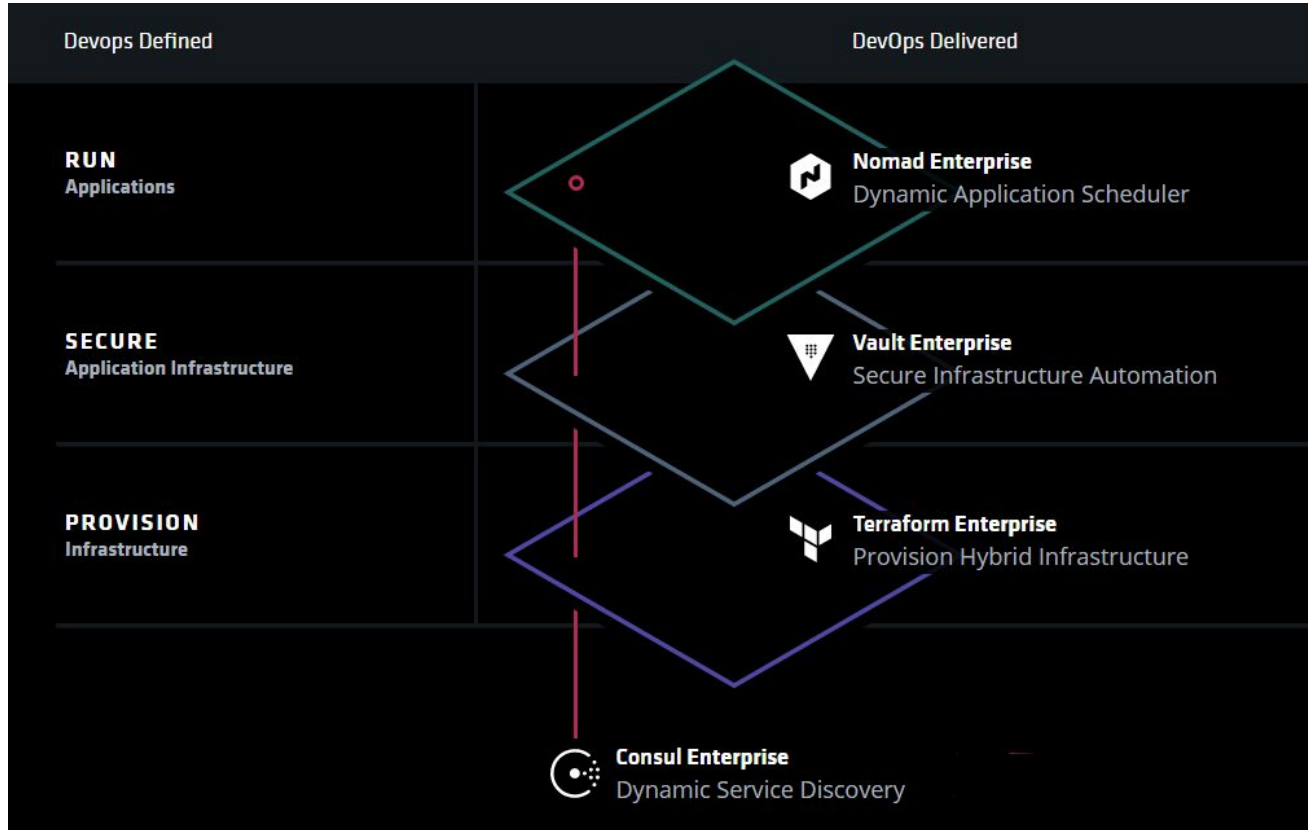 Devops Defined
DevOps Delivered
RUN
Applications
Nomad Enterprise
Dynamic Application Scheduler
SECURE
Application Infrastructure
Vault Enterprise
Secure Infrastructure Automation
PROVISION
Infrastructure
Terraform Enterprise
Provision Hybrid Infrastructure
Consul Enterprise
Dynamic Service Discovery